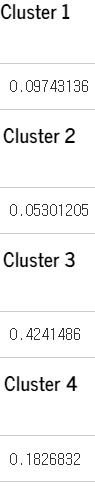 Cluster 1
0.09743136
Cluster 2
0.05301205
Cluster 3
0.4241486
Cluster 4
0.1826832